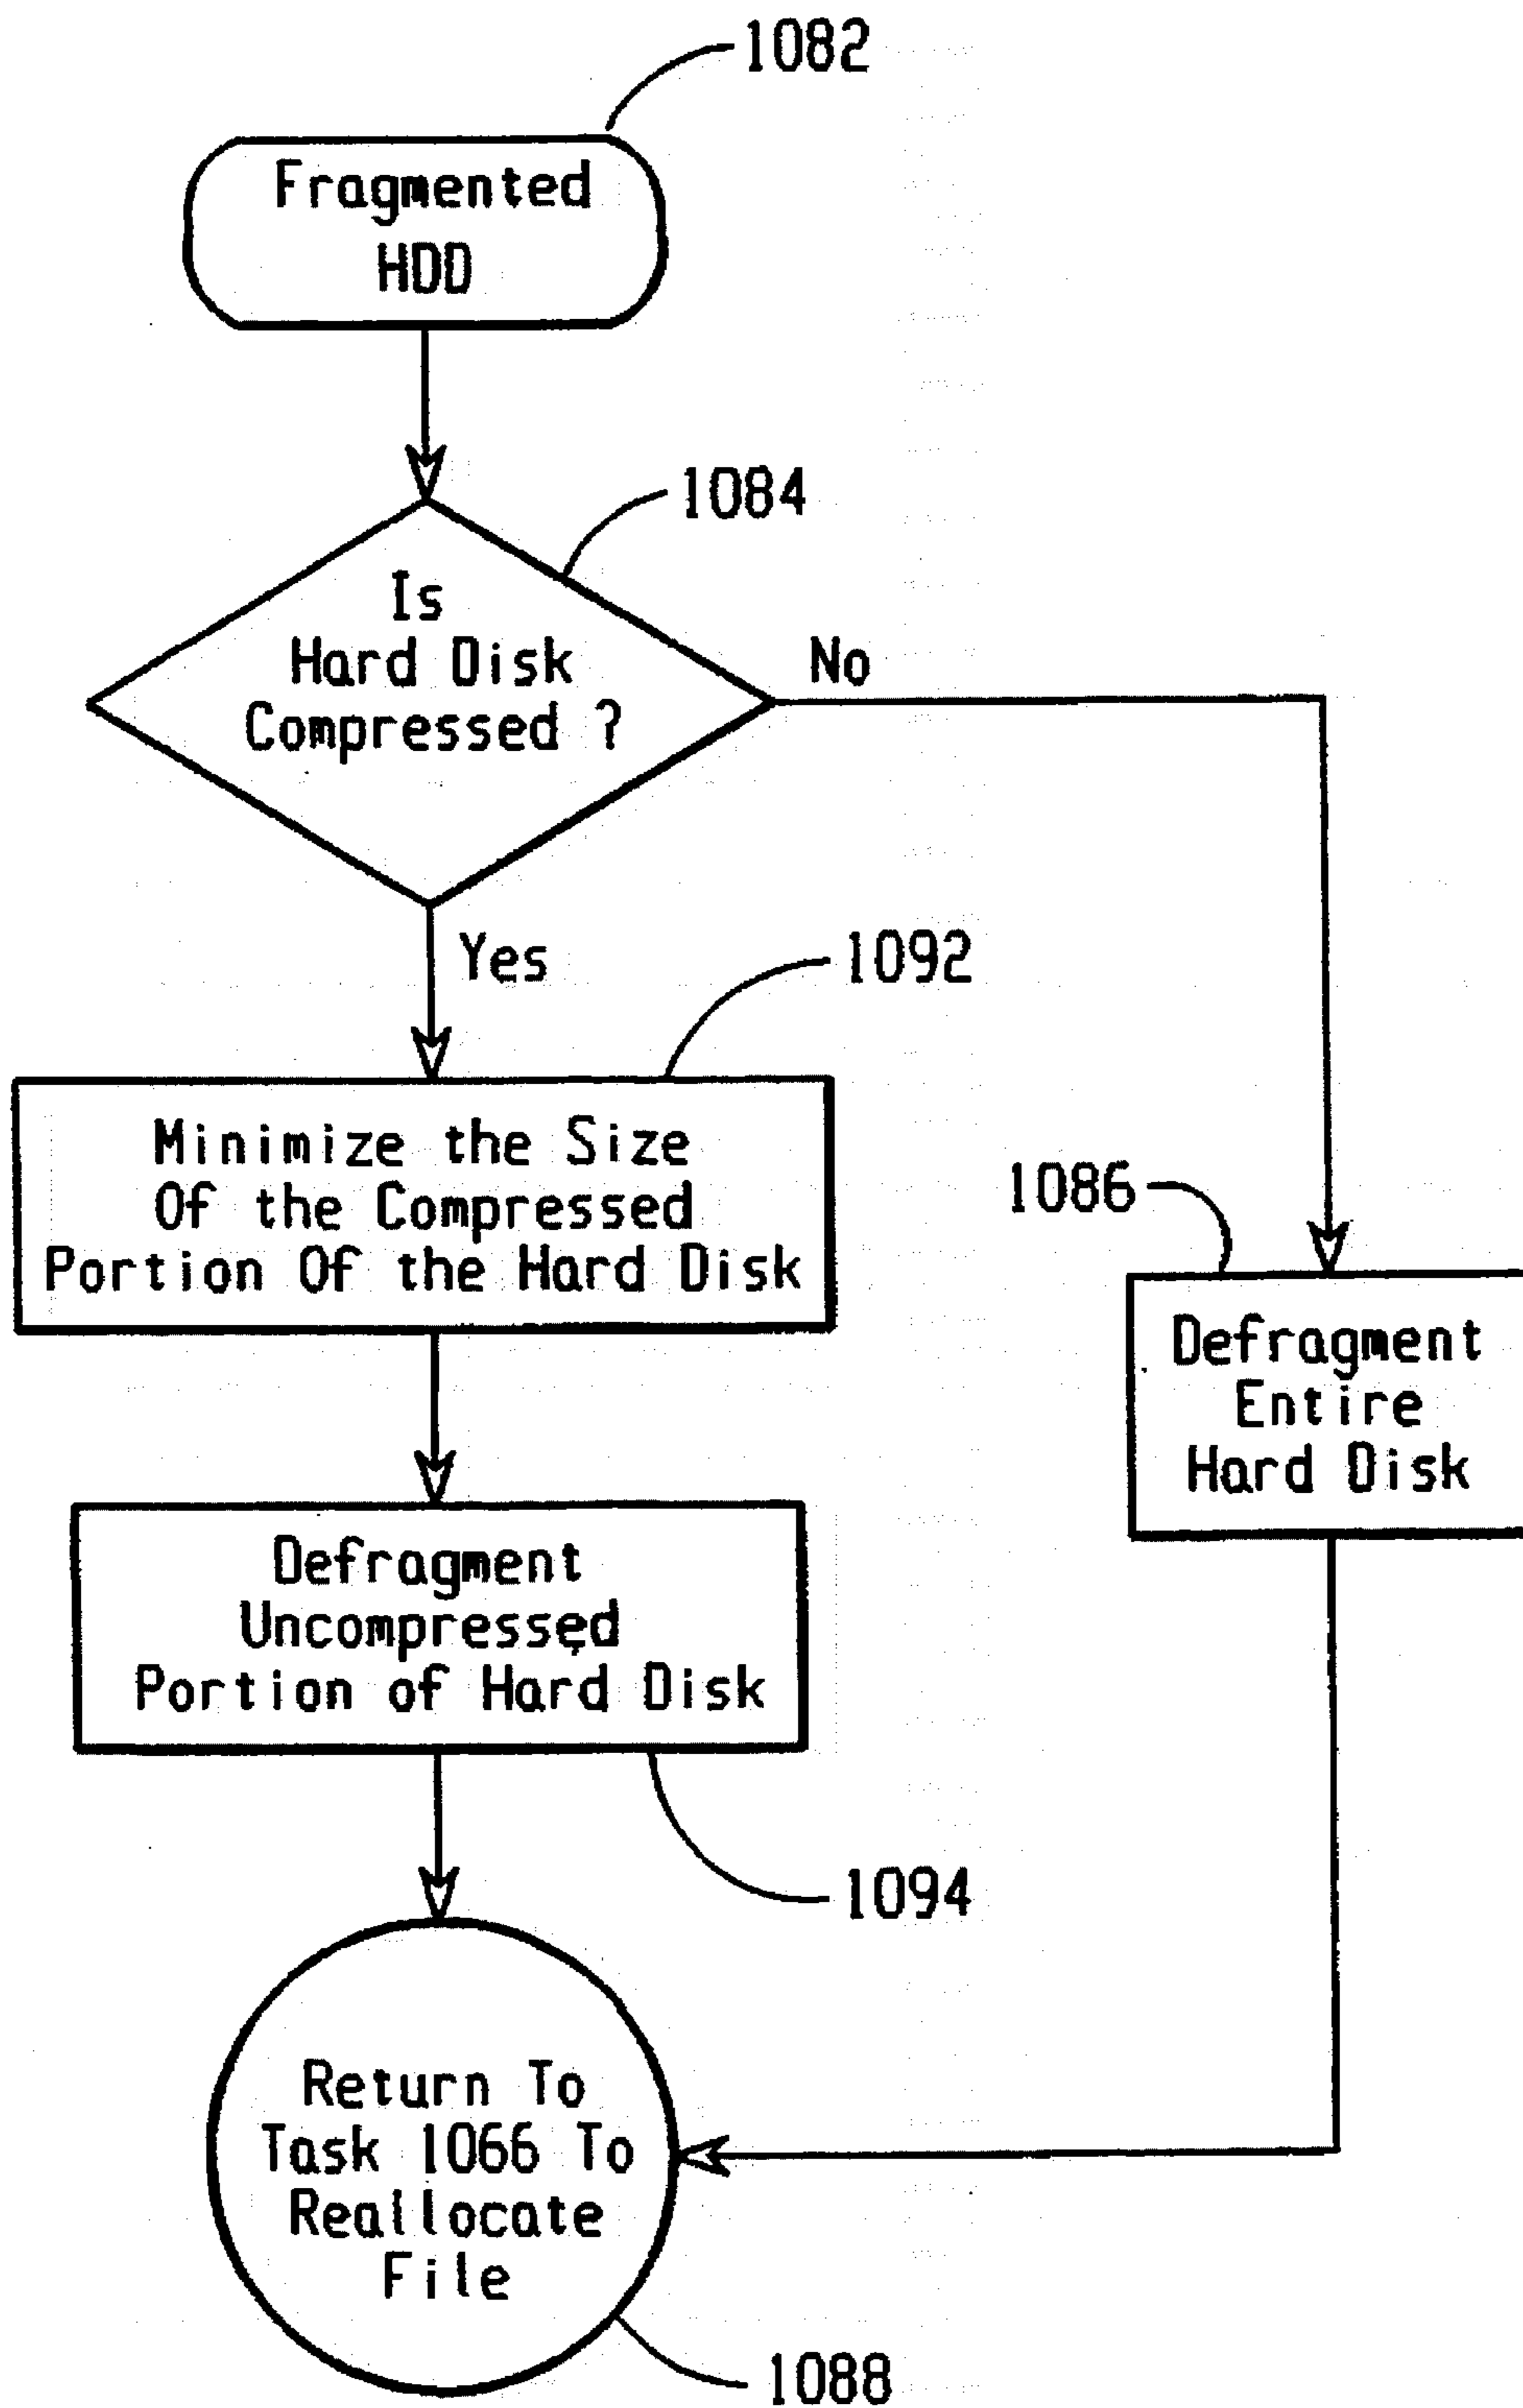 1082
Fragmented
HDD
1084
Is
Hard Disk
Compressed ?
No
Yes
1092
Minimize the Size
Of the Compressed
Portion Of the Hard Disk
1086
Defragment
Entire
Hard Disk
Defragment
Uncompressed
Portion of Hard Disk
1094
Return To
Task 1066 To
Reallocate
File
1088